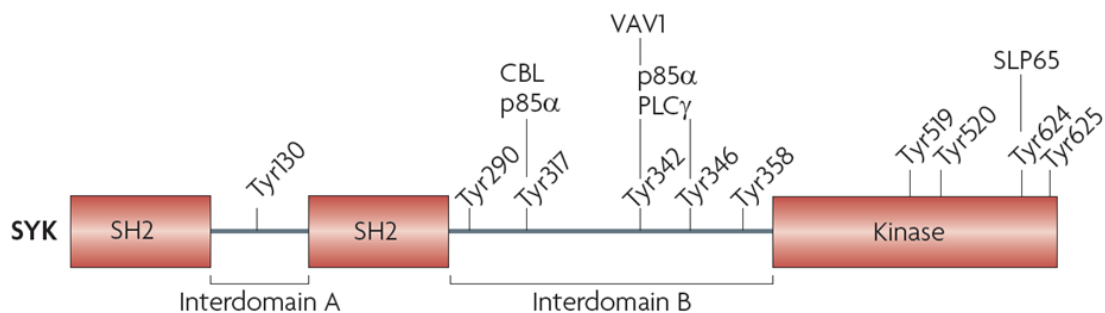 VAV1
CBL
p85α
p85α
PLCγ
SLP65
Tyr130
Tyr290
Tyr317
Tyr342
Tyr346
Tyr358
Tyr519
Tyr520
Tyr624
Tyr625
SYK
SH2
SH2
Kinase
Interdomain A
Interdomain B